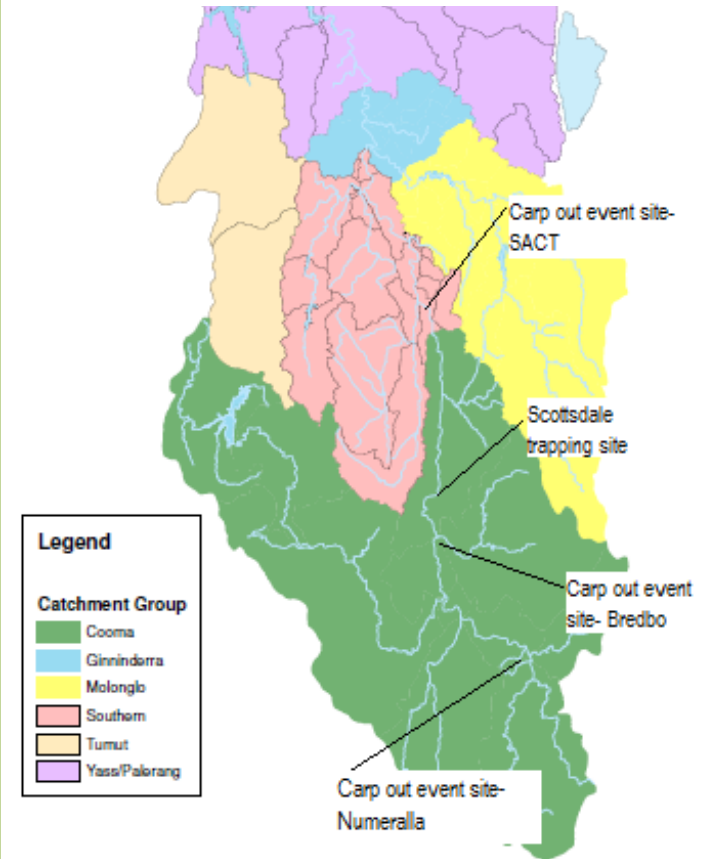 Carp out event site-
SACT
Scottsdale
trapping site
Legend
Catchment Group
Cooma
Ginninderra
Molonglo
Southern
Tumut
Yass/Palerang
Carp out event
site- Bredbo
Carp out event site-
Numeralla